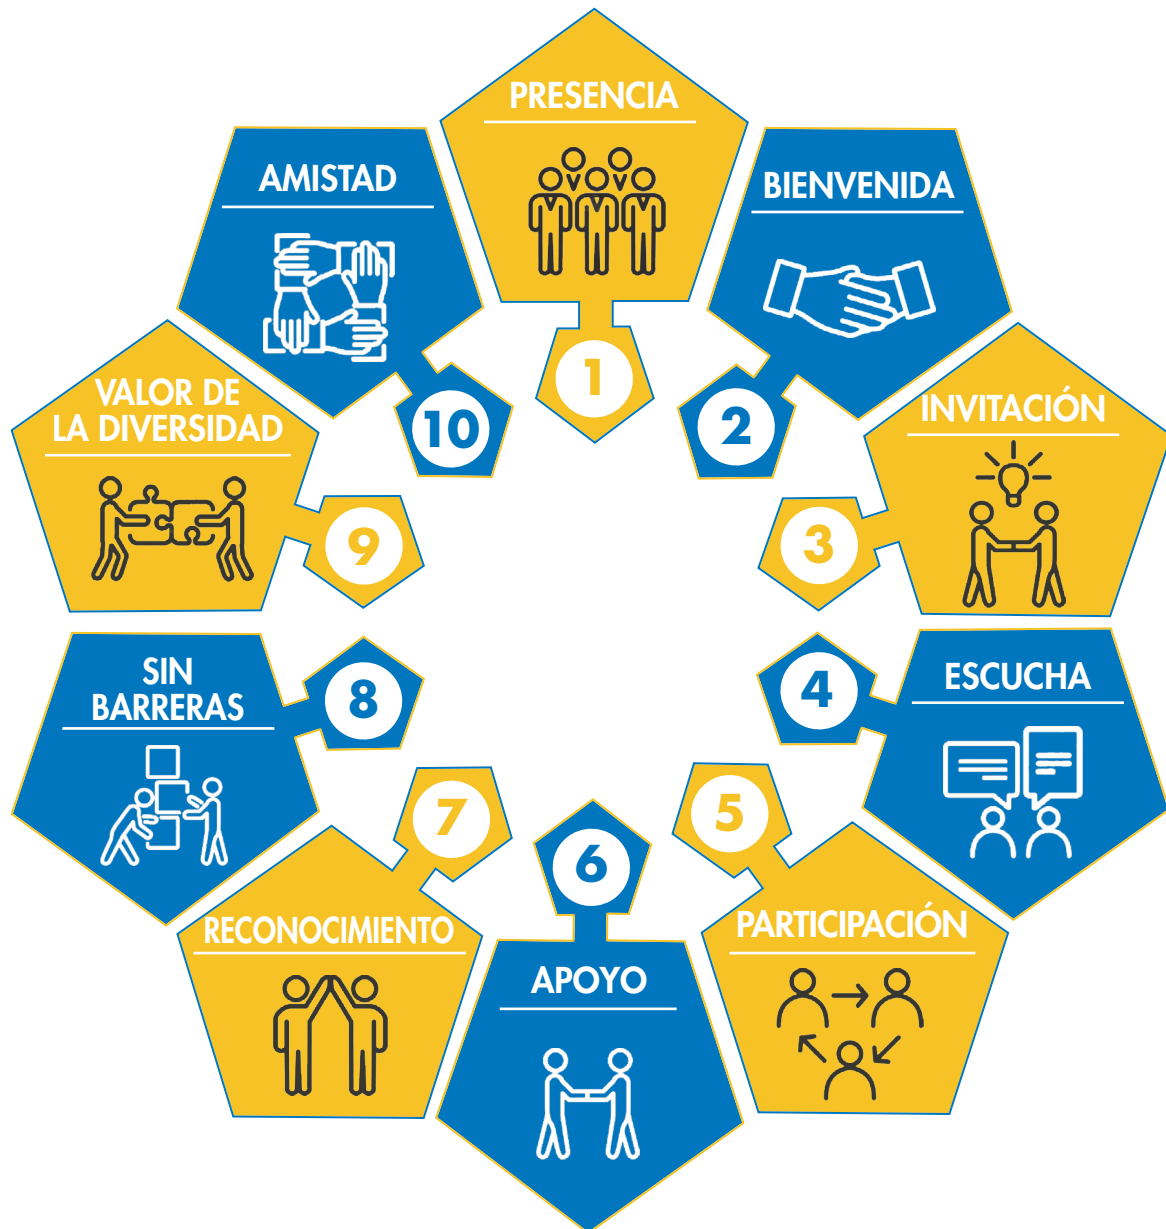 PRESENCIA
1
BIENVENIDA
2
INVITACIÓN
3
ESCUCHA
4
PARTICIPACIÓN
5
APOYO
6
RECONOCIMIENTO
7
SIN
BARRERAS
8
VALOR DE
LA DIVERSIDAD
9
AMISTAD
10